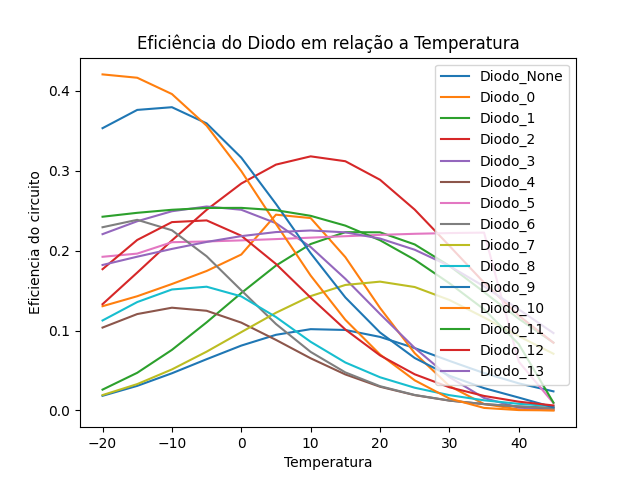 Eficiência do Diodo em relação a Temperatura
Eficiencia do circuito
0.4
0.3
0.2
0.1
0.0
−20
−10
0
10
20
30
40
Temperatura
Diodo_None
Diodo_0
Diodo_1
Diodo_2
Diodo_3
Diodo_4
Diodo_5
Diodo_6
Diodo_7
Diodo_8
Diodo_9
Diodo_10
Diodo_11
Diodo_12
Diodo_13